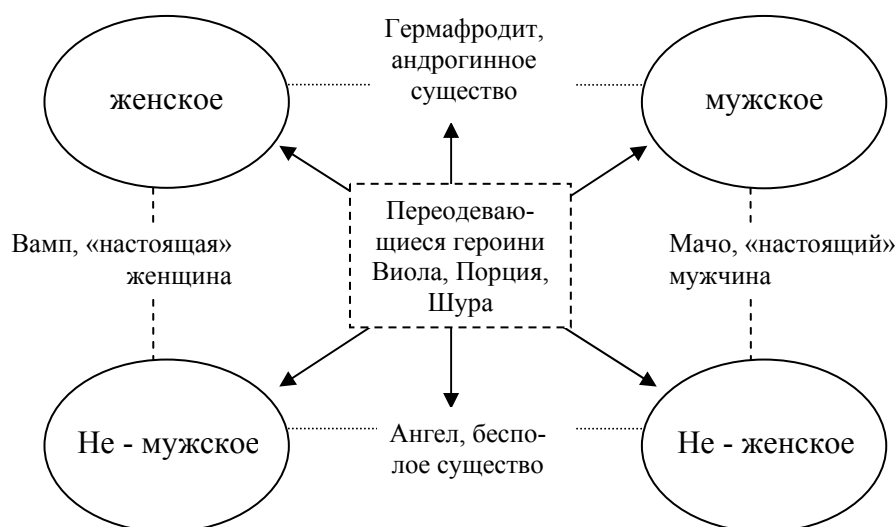 Гермафродит,
андрогинное
существо
женское
мужское
Переодеваю-
щиеся героини
Виола, Порция,
Шура
Вамп, «настоящая»
женщина
Мачо, «настоящий»
мужчина
Не - мужское
Ангел, беспо-
лое существо
Не - женское